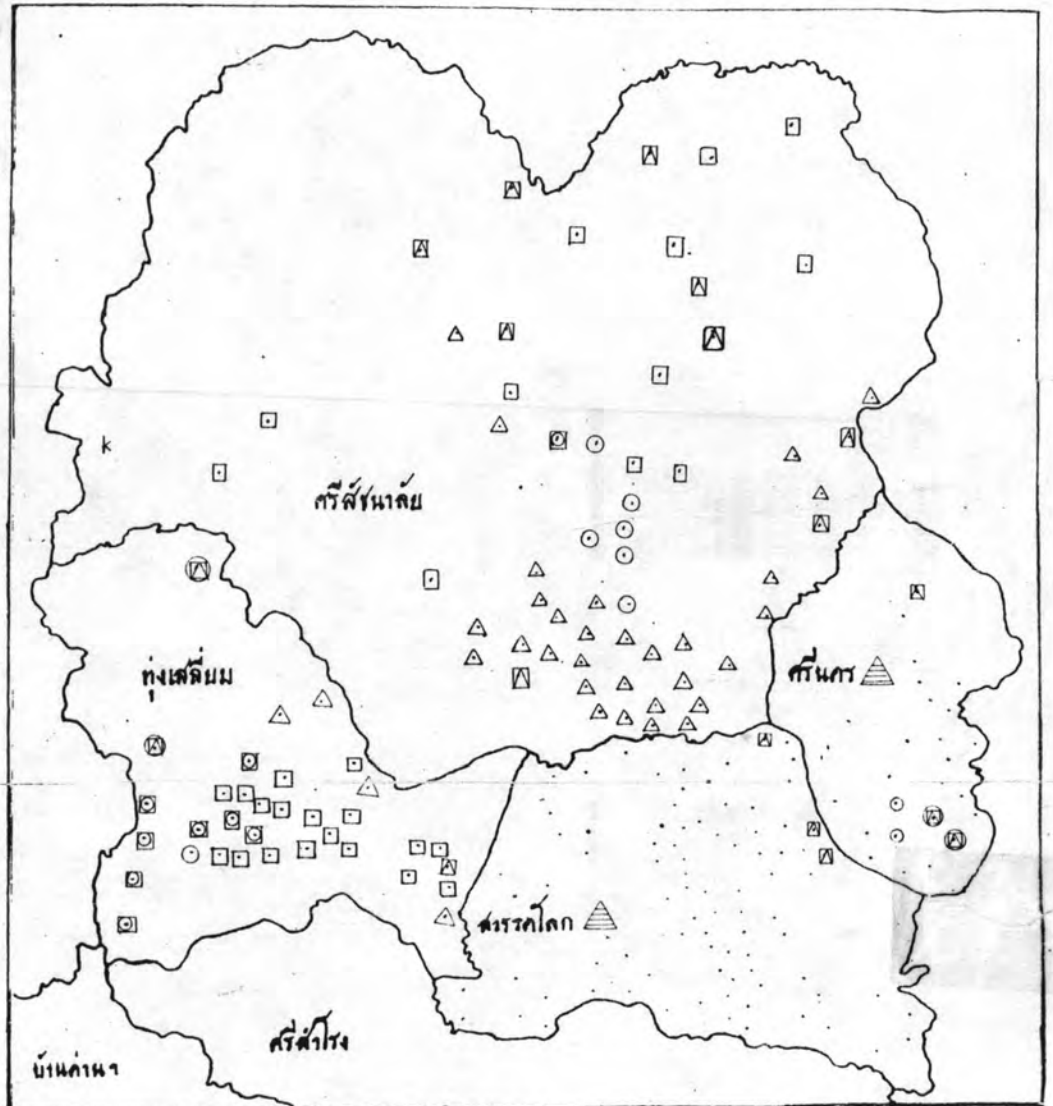 k
ศรีสัชนาลัย
ทุ่งเสลี่ยม
ศรีนคร
สวรรคโลก
ศรีสำโรง
บ้านด่านฯ